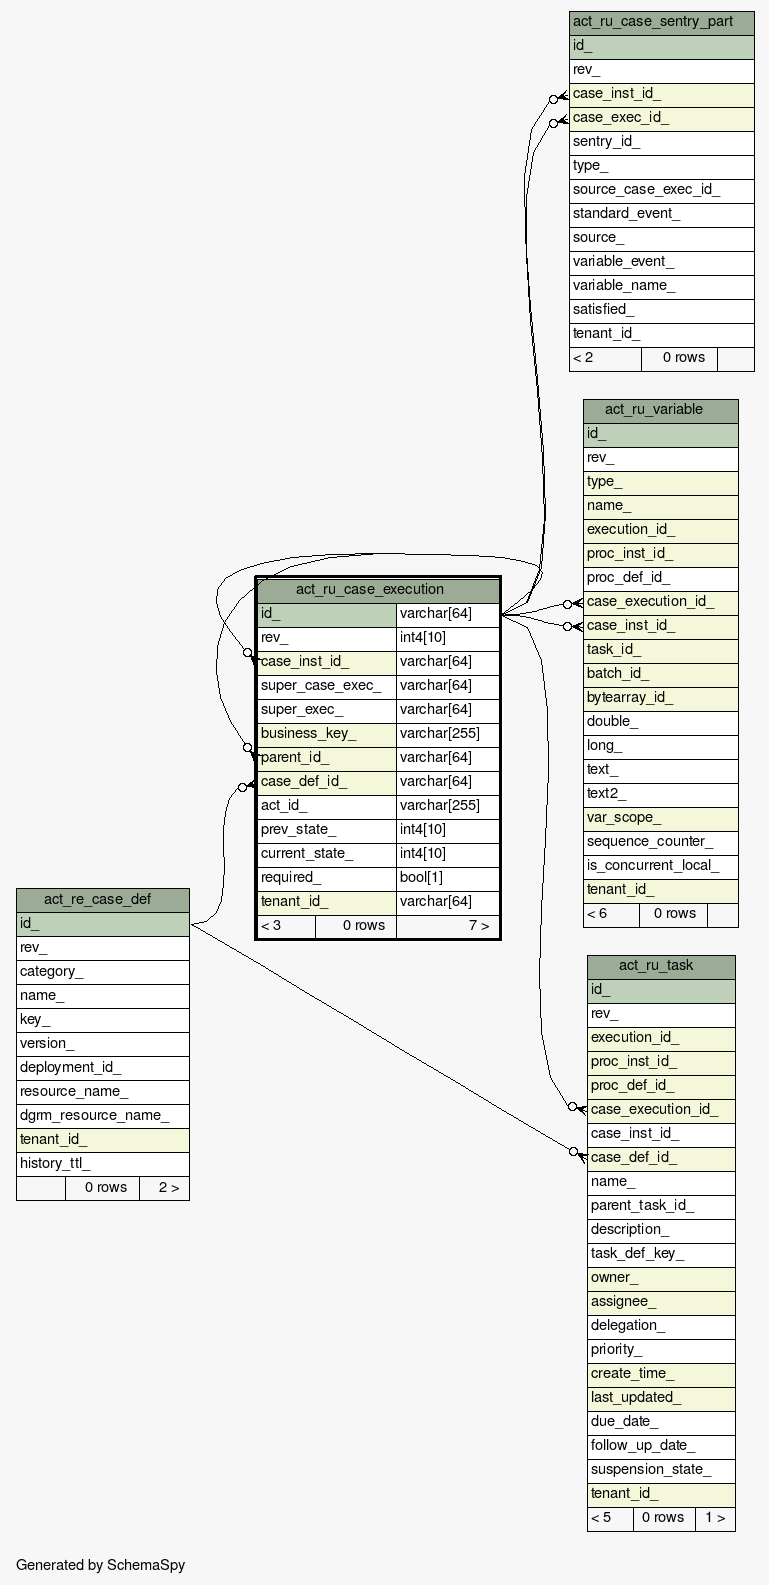 act_ru_case_sentry_part
id_
rev_
case_inst_id_
case_exec_id_
sentry_id_
type_
source_case_exec_id_
standard_event_
source_
variable_event_
variable_name_
satisfied_
tenant_id_
< 2 0 rows
act_ru_variable
id_
rev_
type_
name_
execution_id_
proc_inst_id_
proc_def_id_
case_execution_id_
case_inst_id_
task_id_
batch_id_
bytearray_id_
double_
long_
text_
text2_
var_scope_
sequence_counter_
is_concurrent_local_
tenant_id_
< 6 0 rows
act_ru_case_execution
id_ varchar[64]
rev_ int4[10]
case_inst_id_ varchar[64]
super_case_exec_ varchar[64]
super_exec_ varchar[64]
business_key_ varchar[255]
parent_id_ varchar[64]
case_def_id_ varchar[64]
act_id_ varchar[255]
prev_state_ int4[10]
current_state_ int4[10]
required_ bool[1]
tenant_id_ varchar[64]
< 3 0 rows 7 >
act_re_case_def
id_
rev_
category_
name_
key_
version_
deployment_id_
resource_name_
dgrm_resource_name_
tenant_id_
history_ttl_
0 rows 2 >
act_ru_task
id_
rev_
execution_id_
proc_inst_id_
proc_def_id_
case_execution_id_
case_inst_id_
case_def_id_
name_
parent_task_id_
description_
task_def_key_
owner_
assignee_
delegation_
priority_
create_time_
last_updated_
due_date_
follow_up_date_
suspension_state_
tenant_id_
< 5 0 rows 1 >
Generated by SchemaSpy